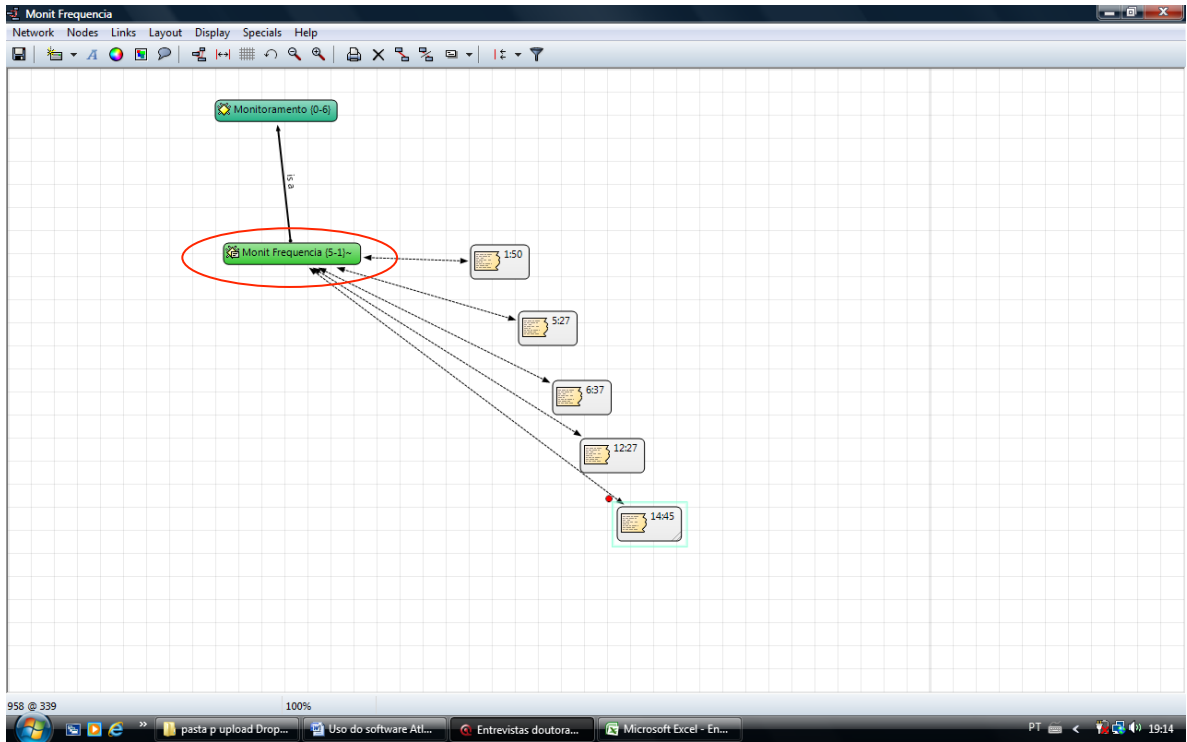 Monit Frequencia
Network Nodes Links Layout Display Specials Help
Monitoramento (0-6)
is a
Monit Frequencia (5-1)~
1:50
5:27
6:37
12:27
14:45
958 @ 339 100%
pasta p upload Drop... Uso do software Atl... Entrevistas doutora... Microsoft Excel - En... PT 19:14